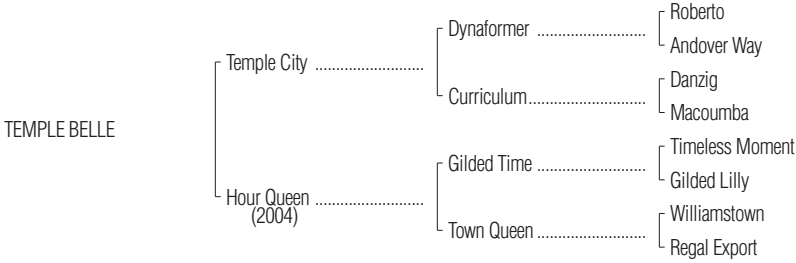 Roberto
Dynaformer ..........................
Andover Way
Temple City ..........................
Danzig
Curriculum............................
Macoumba
TEMPLE BELLE
Timeless Moment
Gilded Time ..........................
Gilded Lilly
Hour Queen ..........................
(2004)
Williamstown
Town Queen ..........................
Regal Export